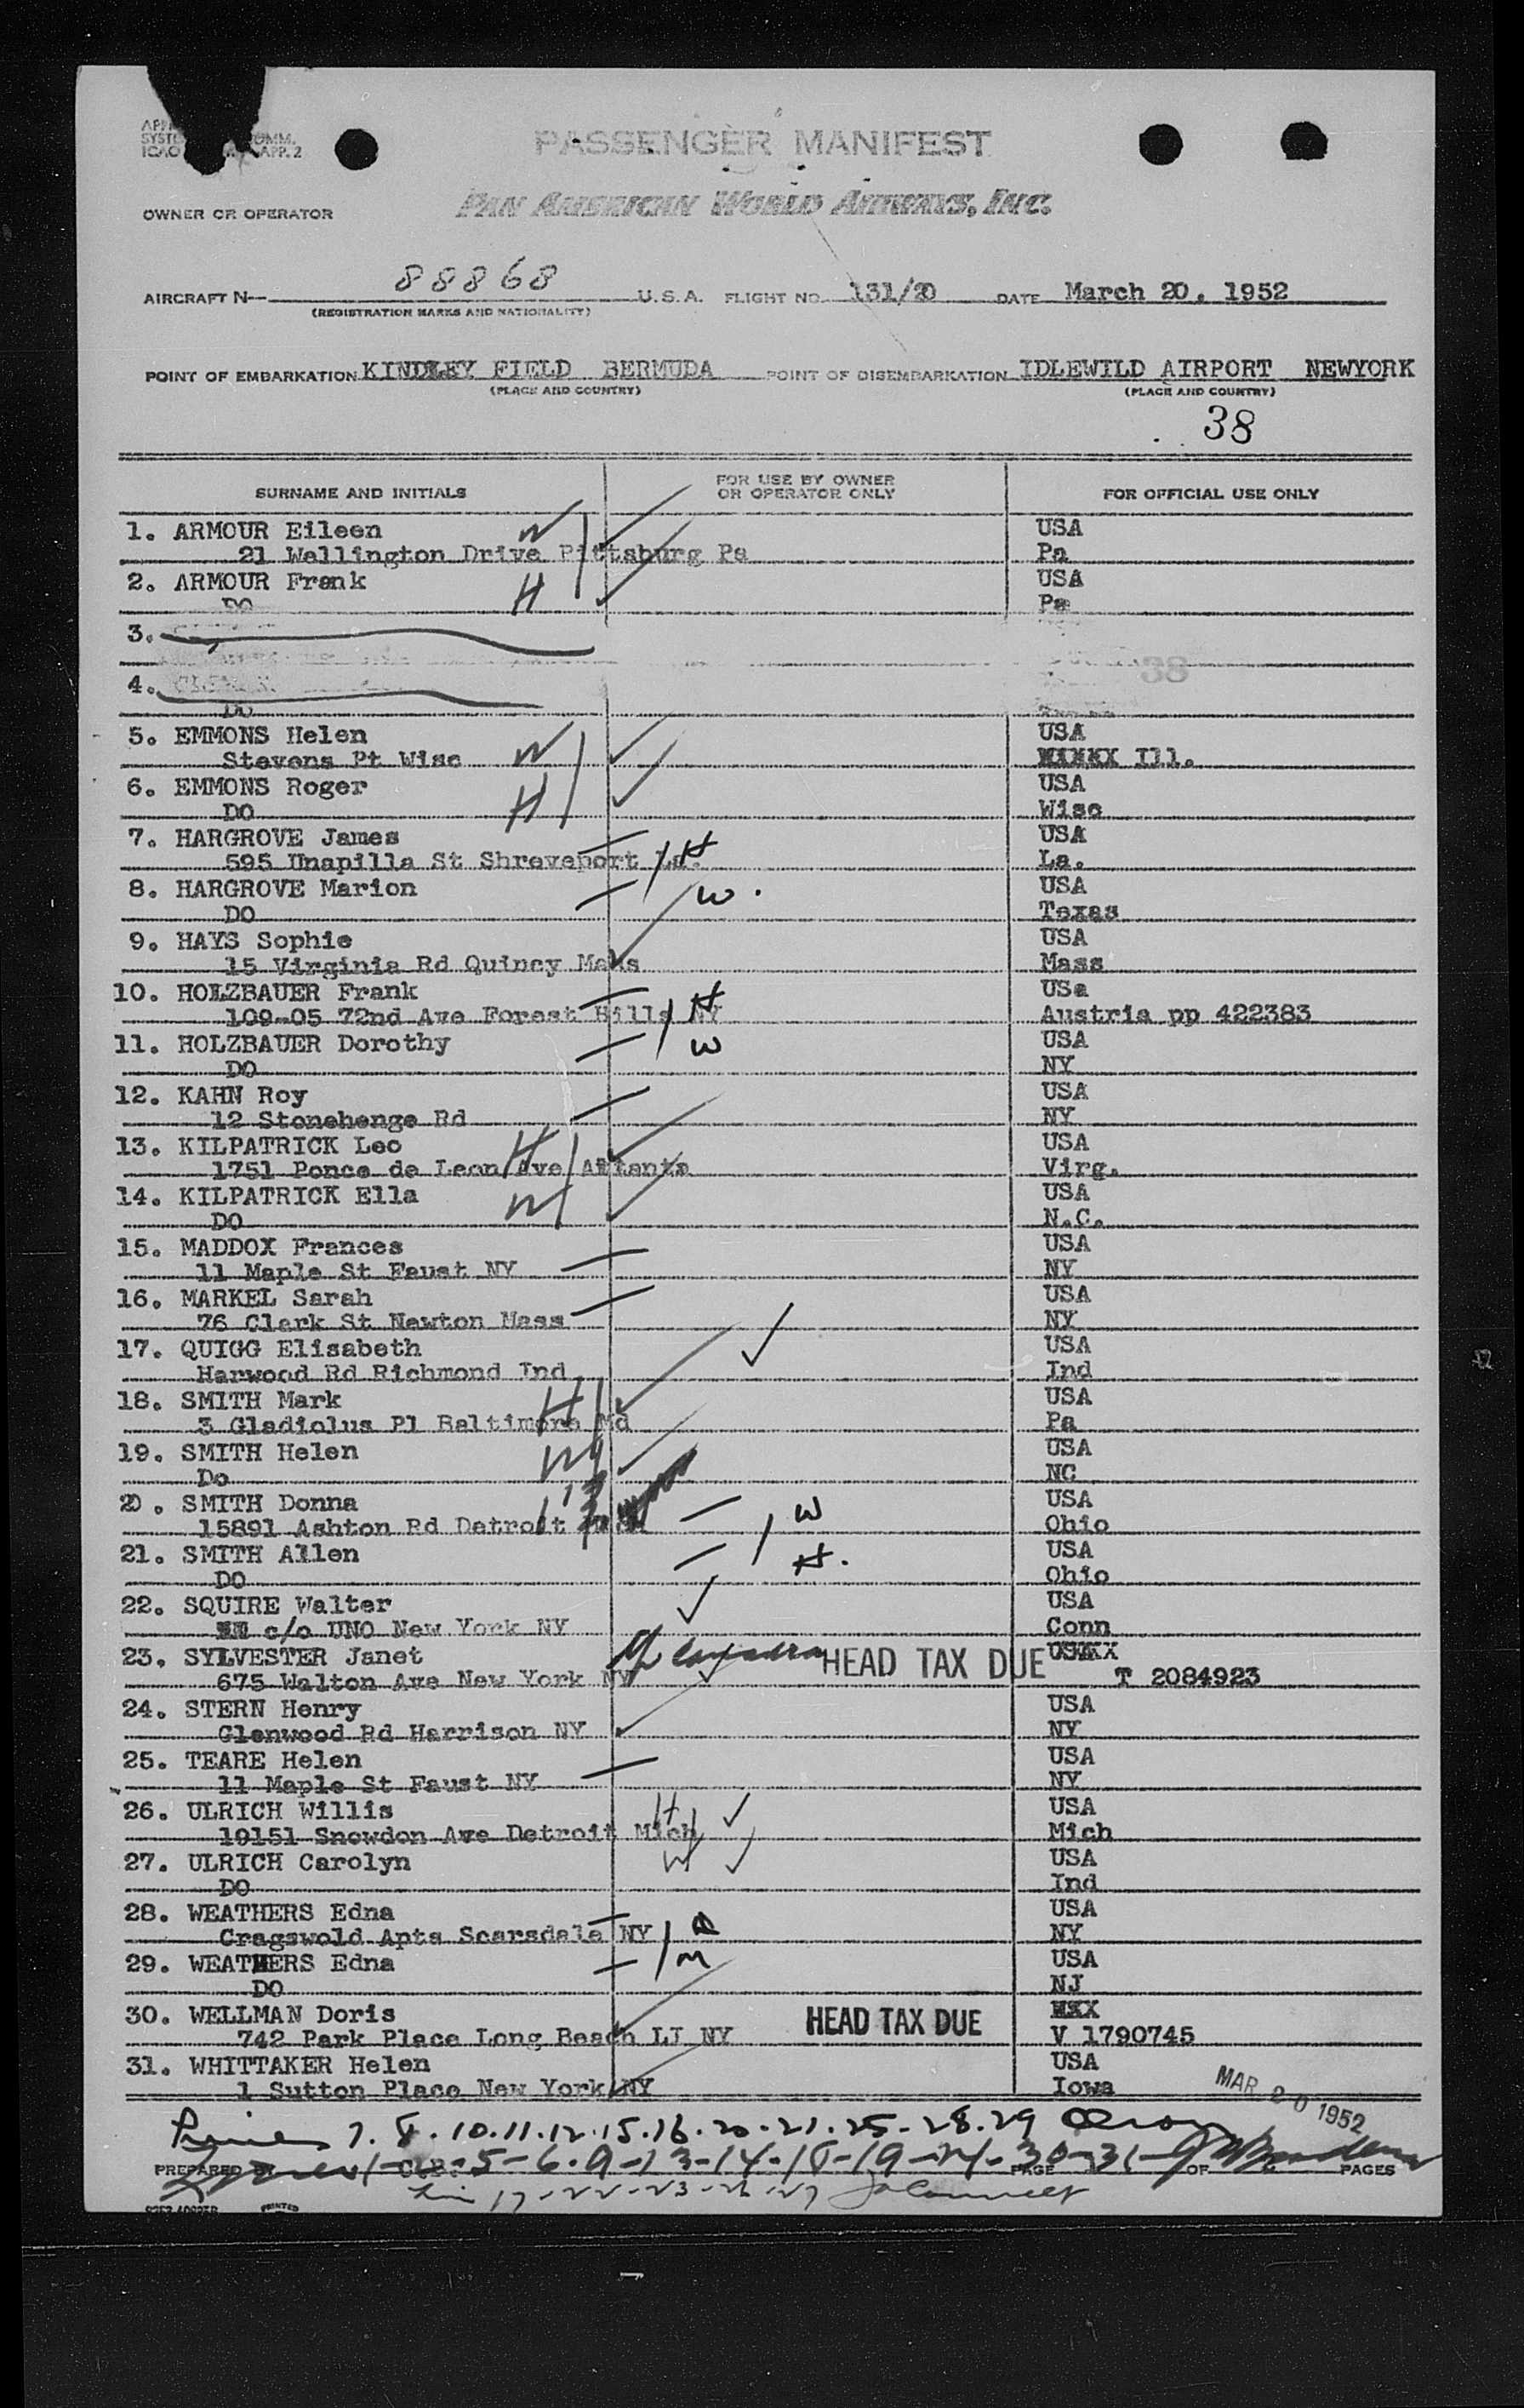 PASSENGER MANIFEST
PAN AMERICAN WORLD AIRWAYS, INC.
OWNER OR OPERATOR
AIRCRAFT N- 88868 U.S.A. FLIGHT NO. 131/20 DATE March 20, 1952
(REGISTRATION MARKS AND NATIONALITY)
POINT OF EMBARKATION KINDLEY FIELD BERMUDA POINT OF DISEMBARKATION IDLEWILD AIRPORT NEWYORK
(PLACE AND COUNTRY) (PLACE AND COUNTRY)
38
SURNAME AND INITIALS FOR USE BY OWNER OR OPERATOR ONLY FOR OFFICIAL USE ONLY
1. ARMOUR Eileen W USA
21 Wellington Drive Pittsburg Pa Pa
2. ARMOUR Frank H USA
DO Pa
3.
38
4.
DO
5. EMMONS Helen W USA
Stevens Pt Wisc Ill.
6. EMMONS Roger H USA
DO Wisc
7. HARGROVE James H USA
595 Unapilla St Shreveport La. La.
8. HARGROVE Marion W. USA
DO Texas
9. HAYS Sophie USA
15 Virginia Rd Quincy Mass Mass
10. HOLZBAUER Frank H USa
109-05 72nd Ave Forest Hills NY Austria pp 422383
11. HOLZBAUER Dorothy W USA
DO NY
12. KAHN Roy USA
12 Stonehenge Rd NY
13. KILPATRICK Leo H USA
1751 Ponce de Leon Ave Atlanta Virg.
14. KILPATRICK Ella W USA
DO N.C.
15. MADDOX Frances USA
11 Maple St Faust NY NY
16. MARKEL Sarah USA
76 Clark St Newton Mass NY
17. QUIGG Elisabeth USA
Harwood Rd Richmond Ind Ind
18. SMITH Mark H USA
3 Gladiolus Pl Baltimore Md Pa
19. SMITH Helen W USA
Do NC
20. SMITH Donna W USA
15891 Ashton Rd Detroit Ohio
21. SMITH Allen H. USA
DO Ohio
22. SQUIRE Walter USA
c/o UNO New York NY Conn
23. SYLVESTER Janet HEAD TAX DUE
675 Walton Ave New York NY T 2084923
24. STERN Henry USA
Glenwood Rd Harrison NY NY
25. TEARE Helen USA
11 Maple St Faust NY NY
26. ULRICH Willis H USA
19151 Snowdon Ave Detroit Mich Mich
27. ULRICH Carolyn W USA
DO Ind
28. WEATHERS Edna USA
Cragswold Apts Scarsdale NY NY
29. WEATHERS Edna M USA
DO NJ
30. WELLMAN Doris HEAD TAX DUE
742 Park Place Long Beach LI NY V 1790745
31. WHITTAKER Helen USA
1 Sutton Place New York NY Iowa
MAR 20 1952
7. 8. 10. 11. 12. 15. 16. 20. 21. 25. 28. 29
1-2-5-6-9-13-14-18-19-24-30-31
PREPARED BY PAGE OF PAGES
17-22-23-26-27